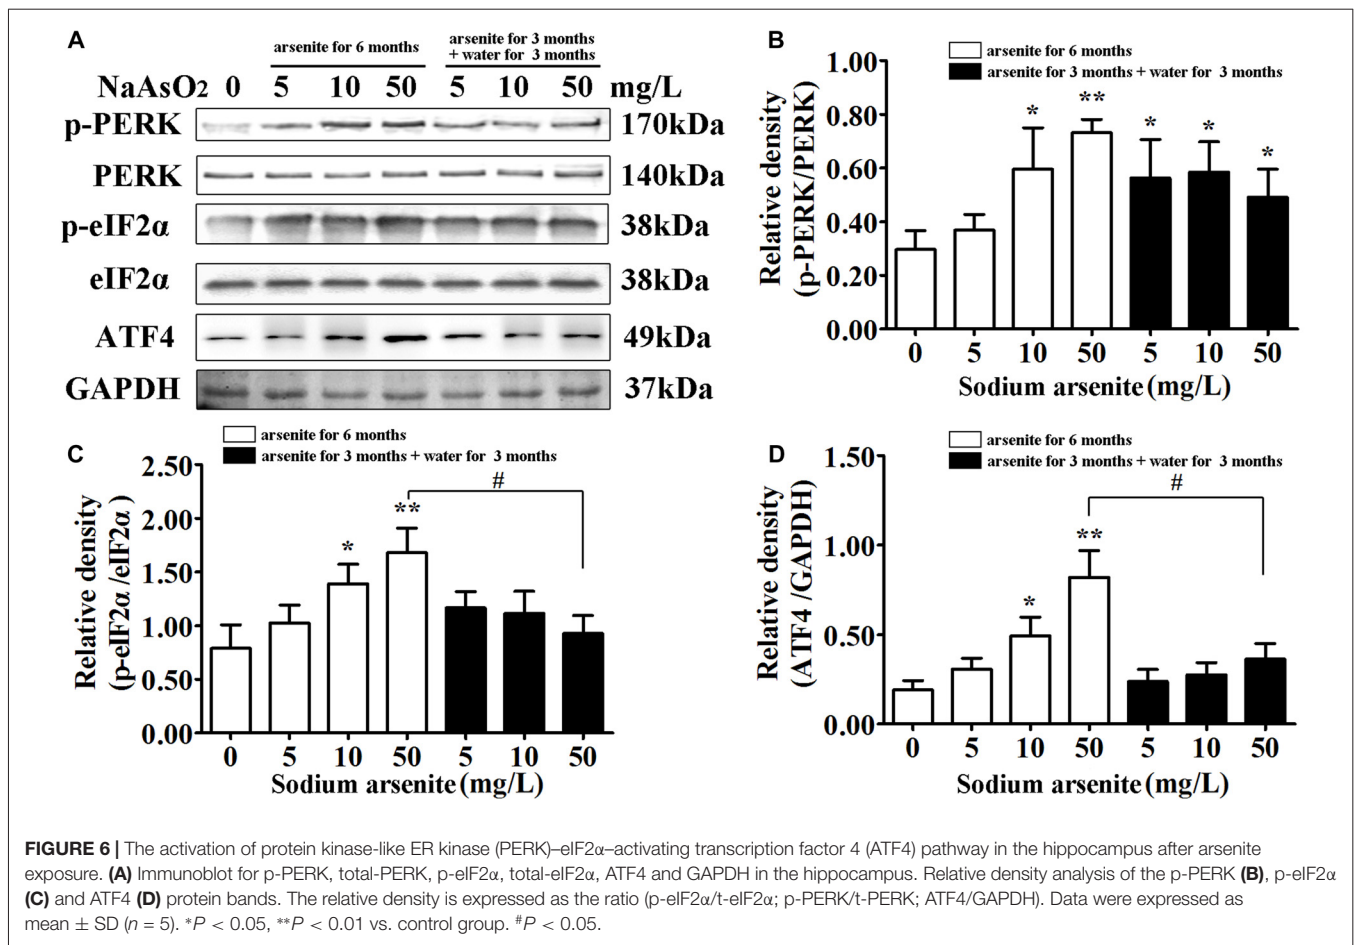 A
arsenite for 6 months
arsenite for 3 months
+ water for 3 months
NaAsO2 0 5 10 50 5 10 50 mg/L
p-PERK 170kDa
PERK 140kDa
p-eIF2α 38kDa
eIF2α 38kDa
ATF4 49kDa
GAPDH 37kDa
B
arsenite for 6 months
arsenite for 3 months + water for 3 months
Relative density
(p-PERK/PERK)
1.00
0.80
0.60
0.40
0.20
0.00
* ** * * *
0 5 10 50 5 10 50
Sodium arsenite (mg/L)
C
arsenite for 6 months
arsenite for 3 months + water for 3 months
Relative density
(p-eIF2α /eIF2α )
2.50
2.00
1.50
1.00
0.50
0.00
#
* **
0 5 10 50 5 10 50
Sodium arsenite (mg/L)
D
arsenite for 6 months
arsenite for 3 months + water for 3 months
Relative density
(ATF4 /GAPDH)
1.50
1.00
0.50
0.00
#
* **
0 5 10 50 5 10 50
Sodium arsenite (mg/L)
FIGURE 6 | The activation of protein kinase-like ER kinase (PERK)–eIF2α–activating transcription factor 4 (ATF4) pathway in the hippocampus after arsenite
exposure. (A) Immunoblot for p-PERK, total-PERK, p-eIF2α, total-eIF2α, ATF4 and GAPDH in the hippocampus. Relative density analysis of the p-PERK (B), p-eIF2α
(C) and ATF4 (D) protein bands. The relative density is expressed as the ratio (p-eIF2α/t-eIF2α; p-PERK/t-PERK; ATF4/GAPDH). Data were expressed as
mean ± SD (n = 5). *P < 0.05, **P < 0.01 vs. control group. #P < 0.05.